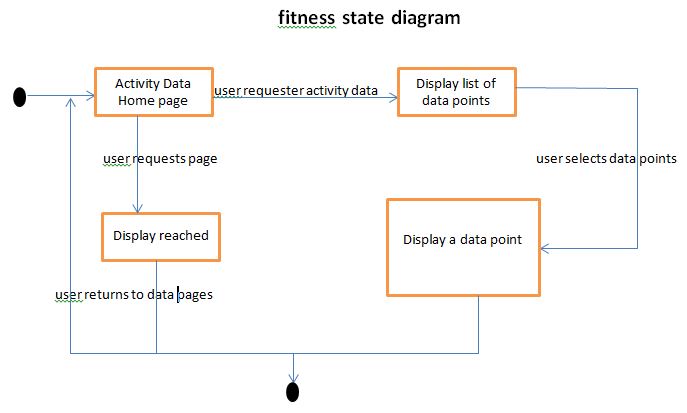 fitness state diagram
Activity Data
Home page
user requester activity data
Display list of
data points
user requests page
user selects data points
Display reached
Display a data point
user returns to data pages